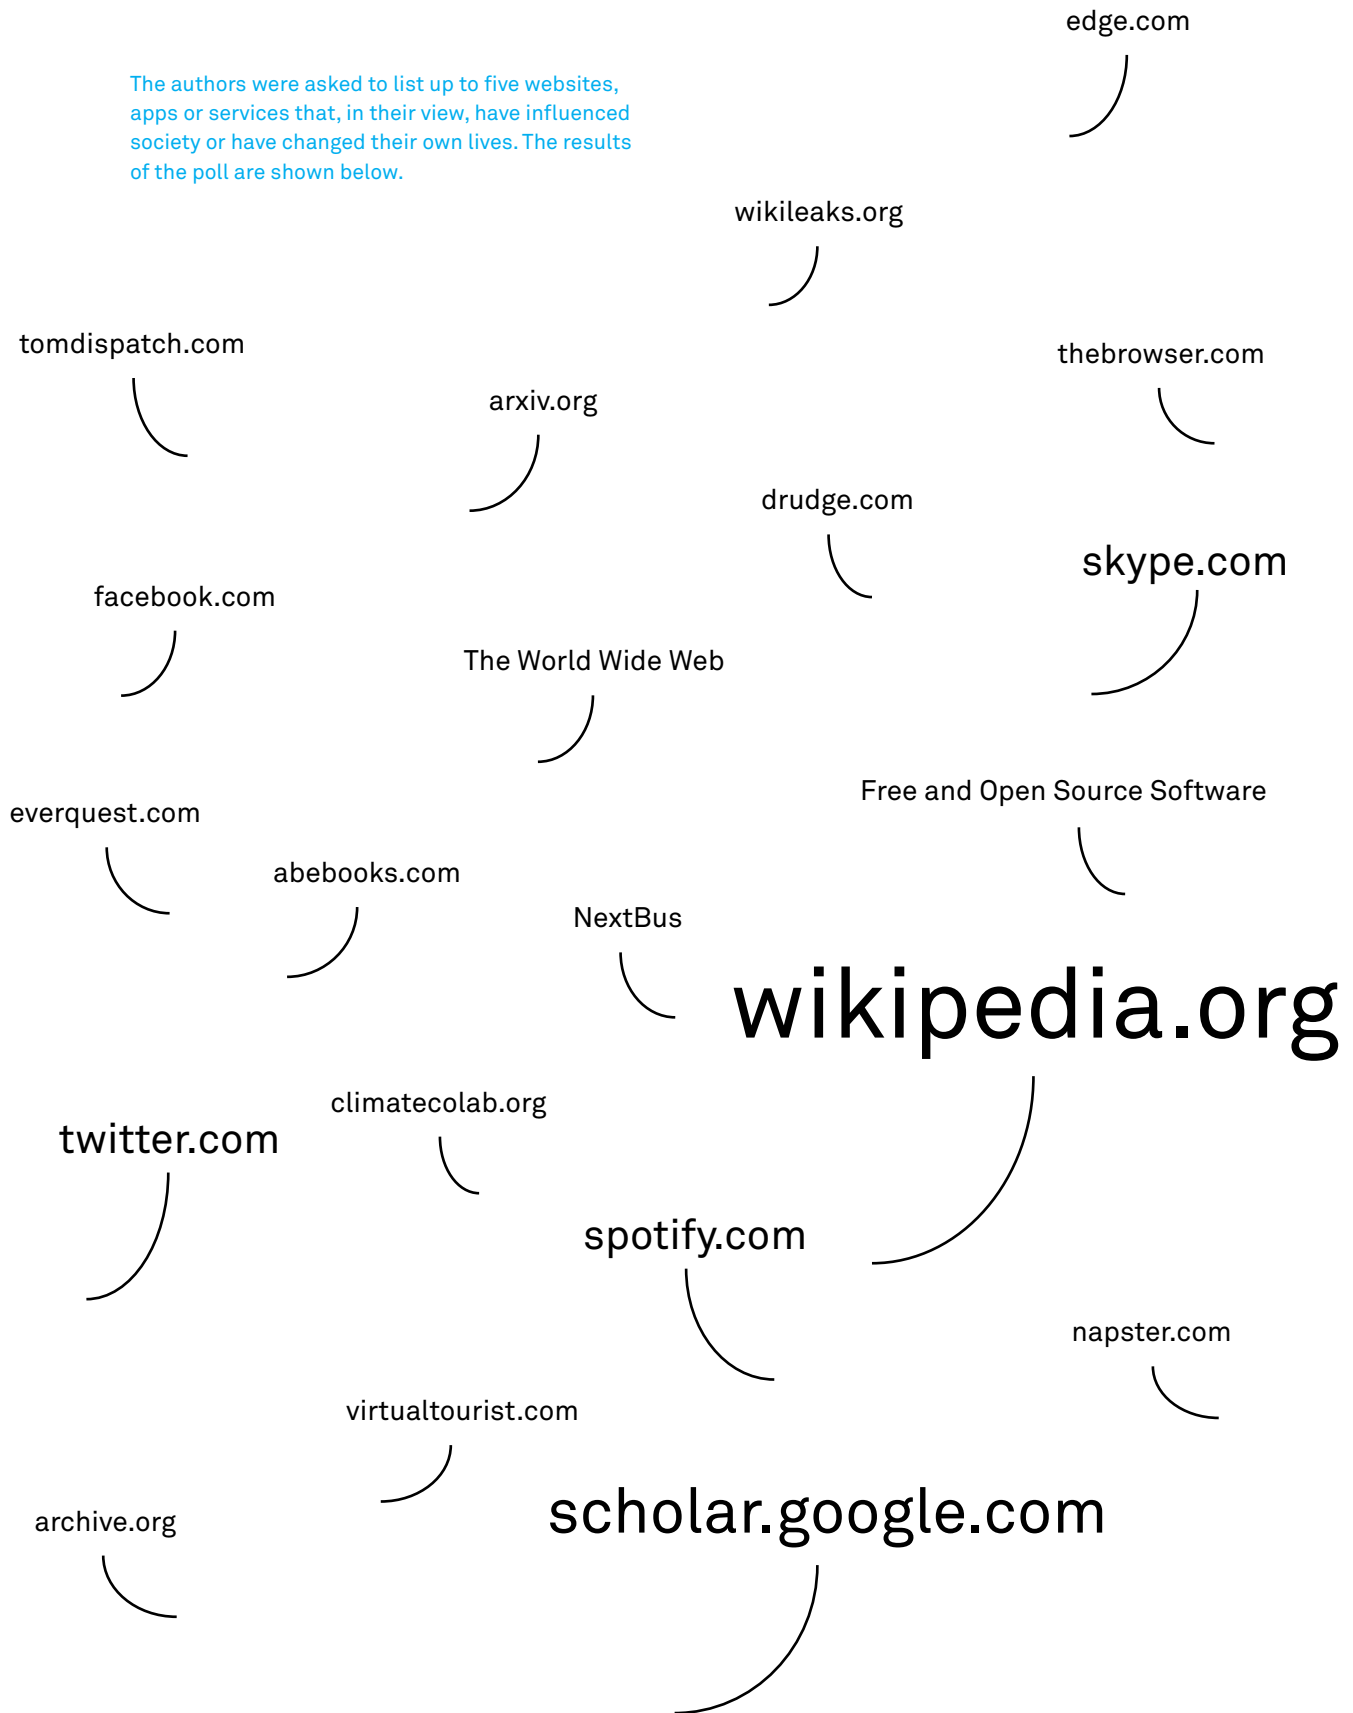 edge.com
The authors were asked to list up to five websites,
apps or services that, in their view, have influenced
society or have changed their own lives. The results
of the poll are shown below.
wikileaks.org
tomdispatch.com
thebrowser.com
arxiv.org
drudge.com
skype.com
facebook.com
The World Wide Web
Free and Open Source Software
everquest.com
abebooks.com
NextBus
wikipedia.org
climatecolab.org
twitter.com
spotify.com
napster.com
virtualtourist.com
scholar.google.com
archive.org